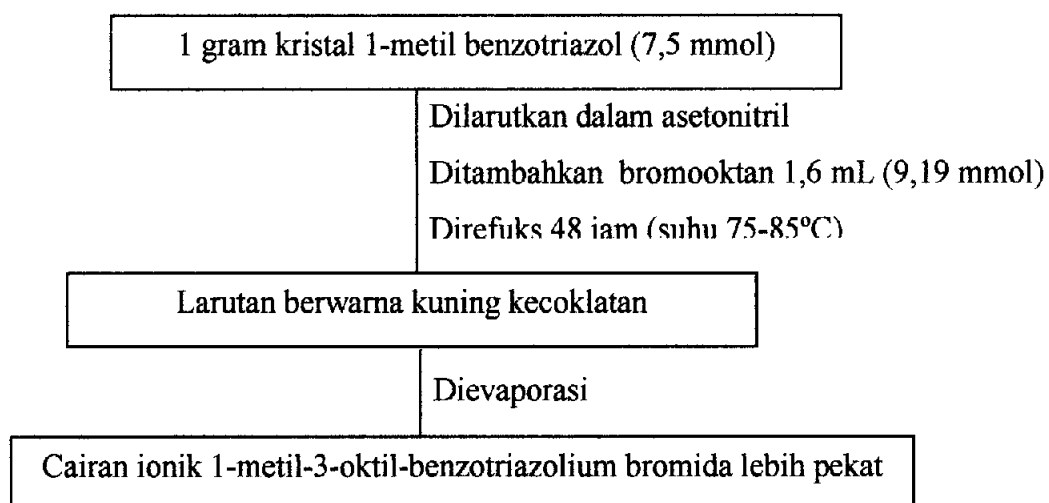 1 gram kristal 1-metil benzotriazol (7,5 mmol)
Dilarutkan dalam asetonitril
Ditambahkan bromooktan 1,6 mL (9,19 mmol)
Direfuks 48 jam (suhu 75-85ºC)
Larutan berwarna kuning kecoklatan
Dievaporasi
Cairan ionik 1-metil-3-oktil-benzotriazolium bromida lebih pekat